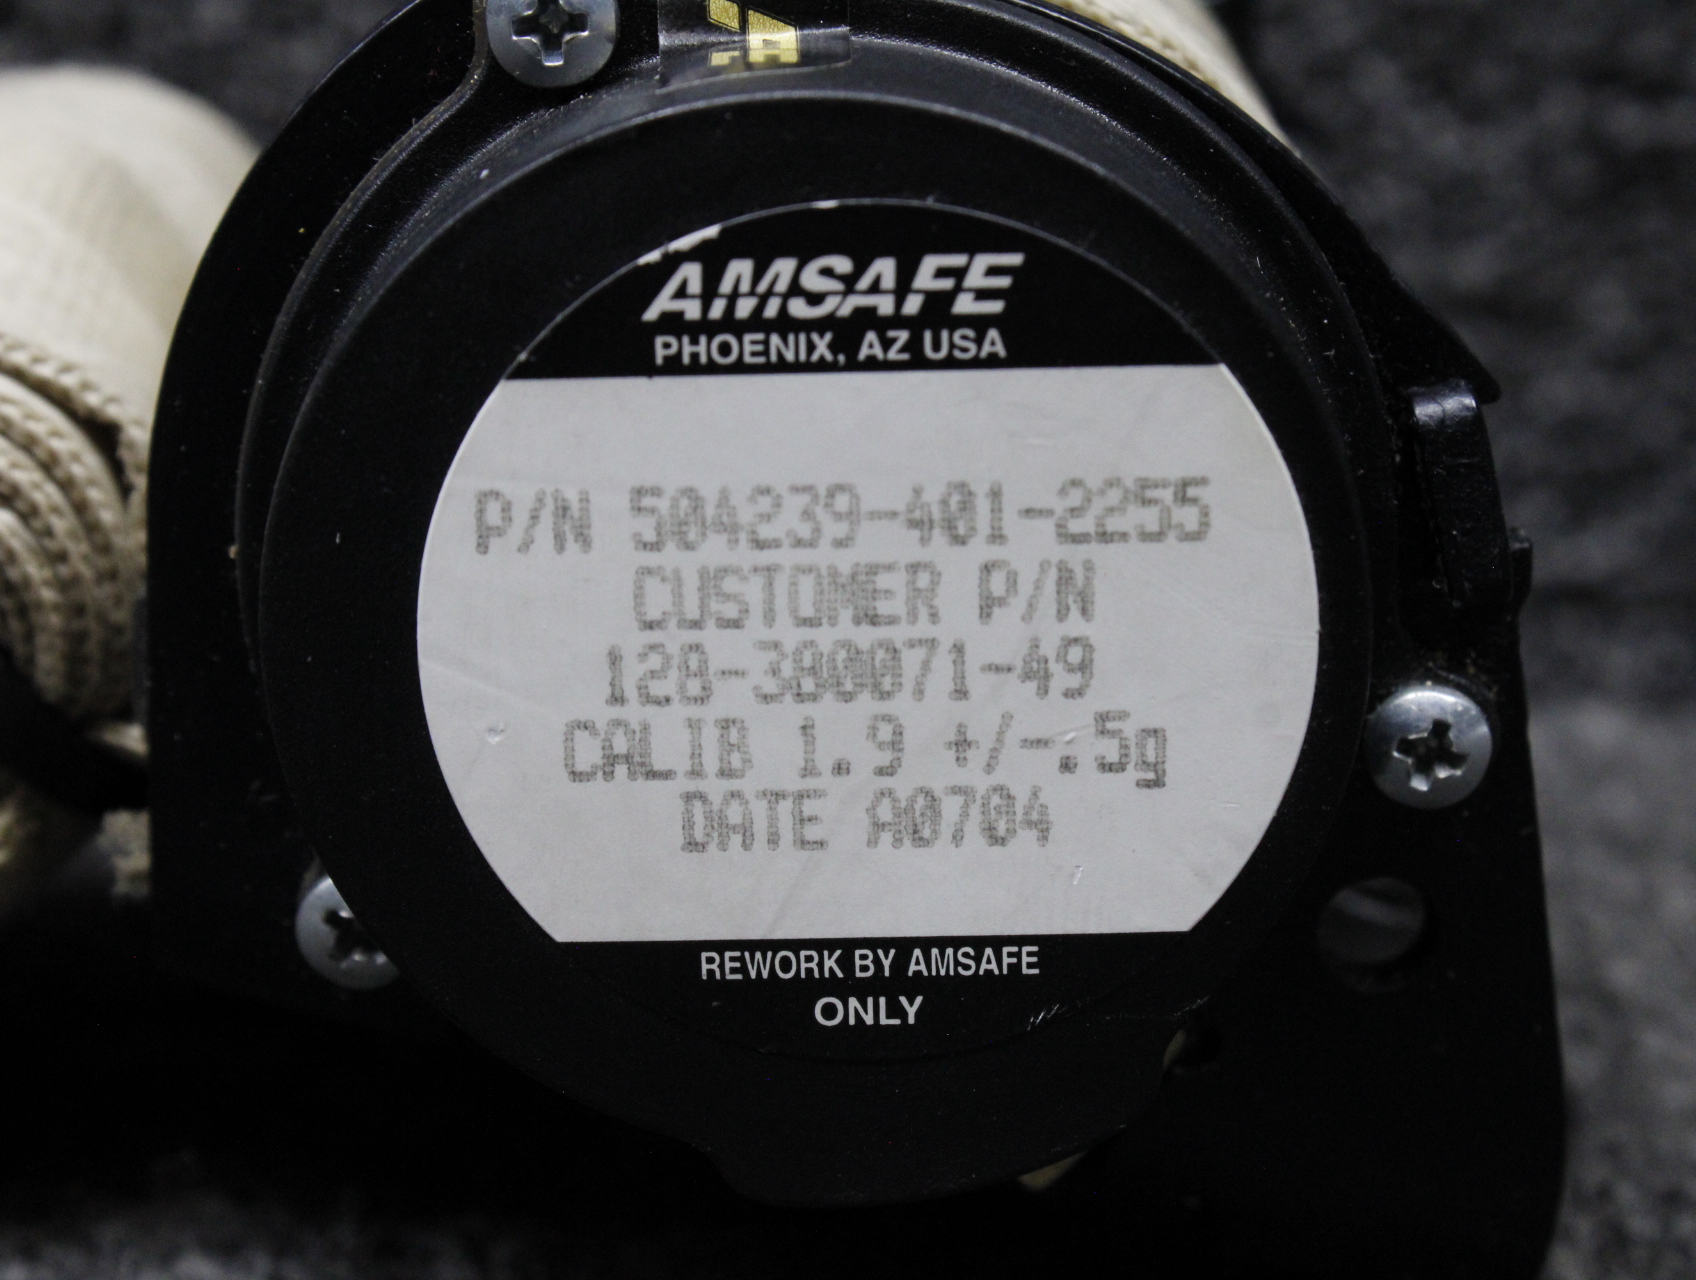 AMSAFE
PHOENIX, AZ USA
P/N 504239-401-2255
CUSTOMER P/N
128-380071-49
CALIB 1.9 +/-.5g
DATE A0704
REWORK BY AMSAFE
ONLY